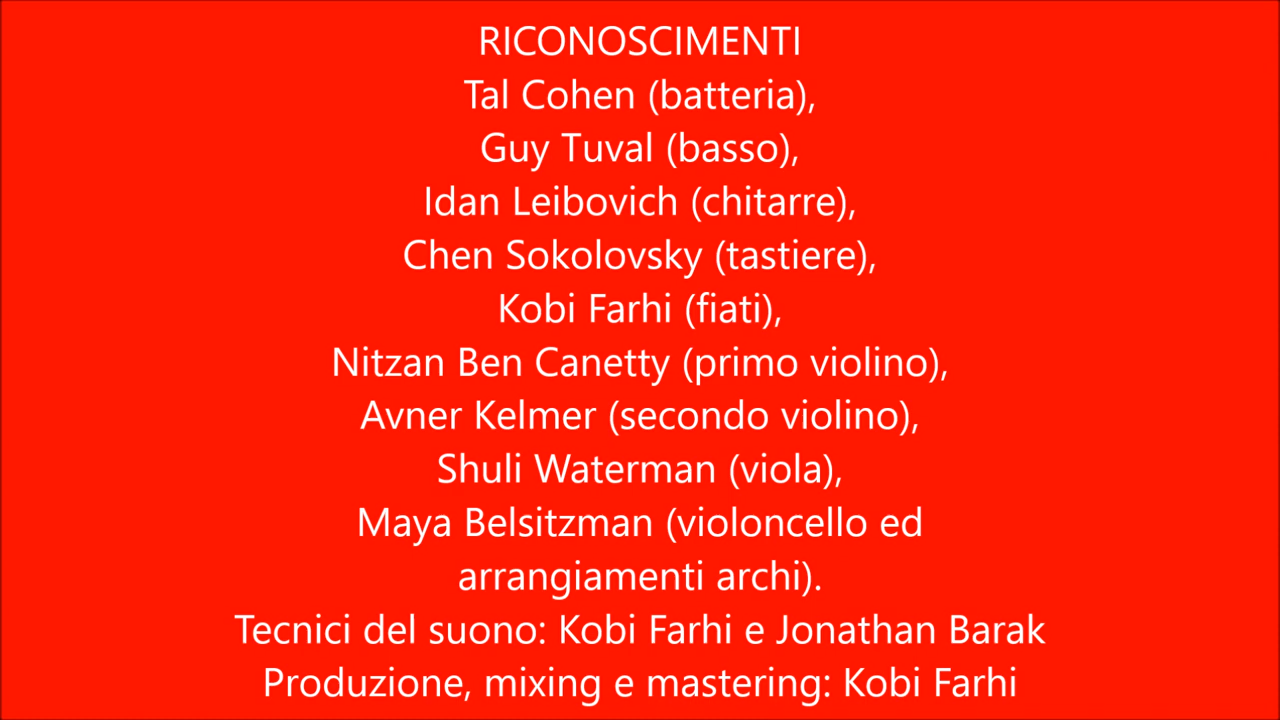 RICONOSCIMENTI
Tal Cohen (batteria),
Guy Tuval (basso),
Idan Leibovich (chitarre),
Chen Sokolovsky (tastiere),
Kobi Farhi (fiati),
Nitzan Ben Canetty (primo violino),
Avner Kelmer (secondo violino),
Shuli Waterman (viola),
Maya Belsitzman (violoncello ed
arrangiamenti archi).
Tecnici del suono: Kobi Farhi e Jonathan Barak
Produzione, mixing e mastering: Kobi Farhi